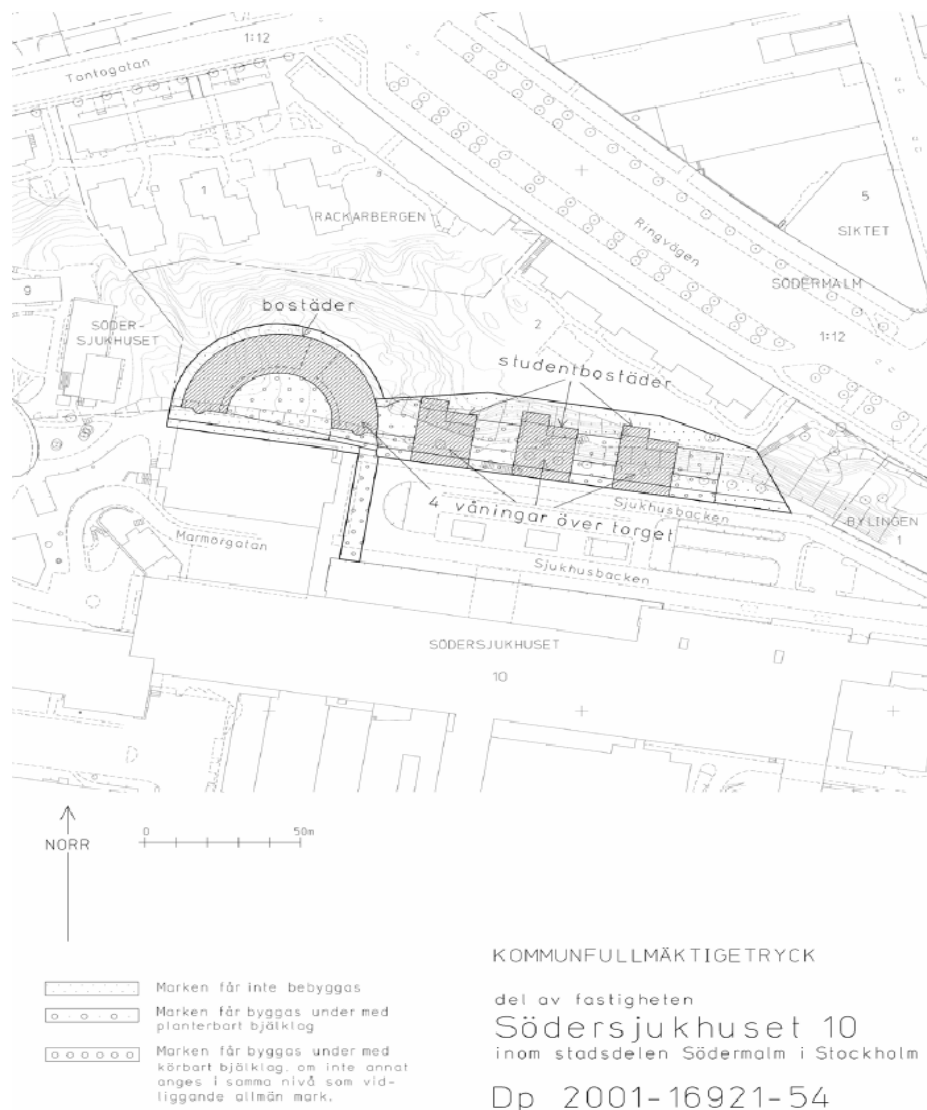 Tantogatan
1:12
1
8
RACKARBERGEN
Ringvägen
5
SIKTET
SÖDERMALM
1:12
9
SÖDER-
SJUKHUSET
bostäder
2
studentbostäder
4 våningar över torget
Sjukhusbacken
BYLINGEN
1
Marmorgatan
Sjukhusbacken
SÖDERSJUKHUSET
10
NORR
0 50m
Marken får inte bebyggas
Marken får byggas under med
planterbart bjälklag
Marken får byggas under med
körbart bjälklag, om inte annat
anges i samma nivå som vid-
liggande allmän mark.
KOMMUNFULLMÄKTIGETRYCK
del av fastigheten
Södersjukhuset 10
inom stadsdelen Södermalm i Stockholm
Dp 2001-16921-54